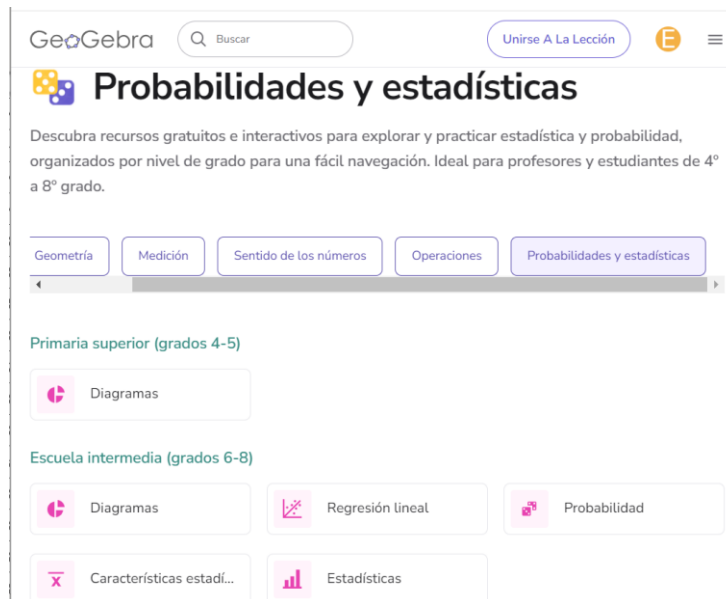 GeoGebra
Buscar
Unirse A La Lección
E
Probabilidades y estadísticas
Descubra recursos gratuitos e interactivos para explorar y practicar estadística y probabilidad,
organizados por nivel de grado para una fácil navegación. Ideal para profesores y estudiantes de 4º
a 8º grado.
Geometría
Medición
Sentido de los números
Operaciones
Probabilidades y estadísticas
Primaria superior (grados 4-5)
Diagramas
Escuela intermedia (grados 6-8)
Diagramas
Regresión lineal
Probabilidad
x
Características estadí...
Estadísticas